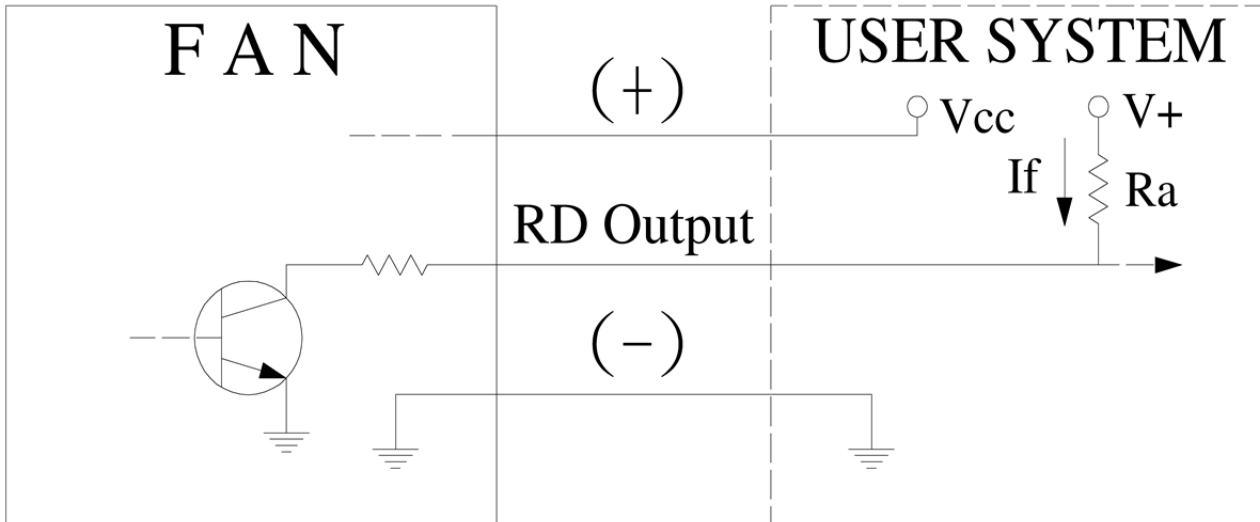 F A N
USER SYSTEM
(+)
Vcc
V+
If
Ra
RD Output
(-)